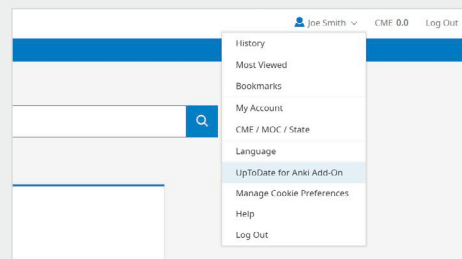 Joe Smith CME 0.0 Log Out
History
Most Viewed
Bookmarks
My Account
CME / MOC / State
Language
UpToDate for Anki Add-On
Manage Cookie Preferences
Help
Log Out